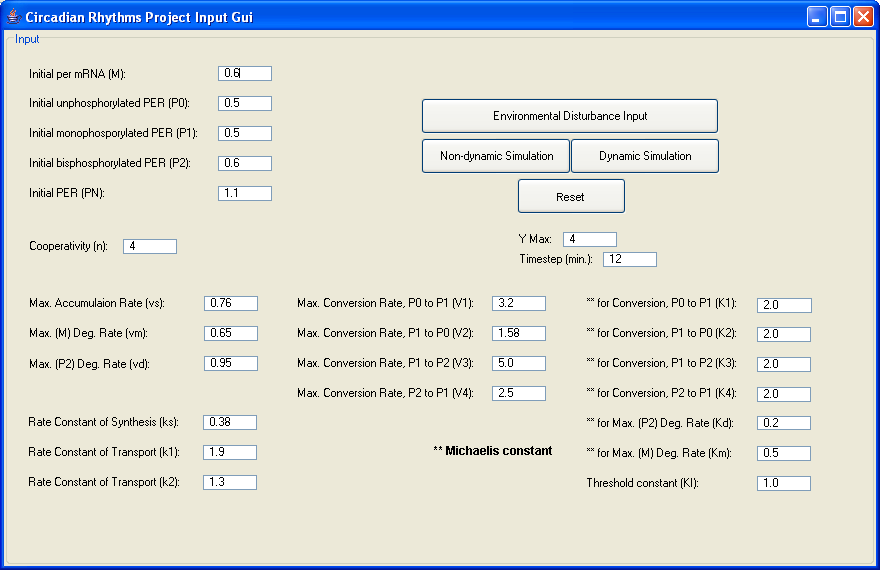 Circadian Rhythms Project Input Gui
Input
Initial per mRNA (M): 0.6
Initial unphosphorylated PER (P0): 0.5
Initial monophosporylated PER (P1): 0.5
Initial bisphosphorylated PER (P2): 0.6
Initial PER (PN): 1.1
Environmental Disturbance Input
Non-dynamic Simulation Dynamic Simulation
Reset
Cooperativity (n): 4
Y Max: 4
Timestep (min.): 12
Max. Accumulaion Rate (vs): 0.76
Max. (M) Deg. Rate (vm): 0.65
Max. (P2) Deg. Rate (vd): 0.95
Rate Constant of Synthesis (ks): 0.38
Rate Constant of Transport (k1): 1.9
Rate Constant of Transport (k2): 1.3
Max. Conversion Rate, P0 to P1 (V1): 3.2
Max. Conversion Rate, P1 to P0 (V2): 1.58
Max. Conversion Rate, P1 to P2 (V3): 5.0
Max. Conversion Rate, P2 to P1 (V4): 2.5
** Michaelis constant
** for Conversion, P0 to P1 (K1): 2.0
** for Conversion, P1 to P0 (K2): 2.0
** for Conversion, P1 to P2 (K3): 2.0
** for Conversion, P2 to P1 (K4): 2.0
** for Max. (P2) Deg. Rate (Kd): 0.2
** for Max. (M) Deg. Rate (Km): 0.5
Threshold constant (KI): 1.0